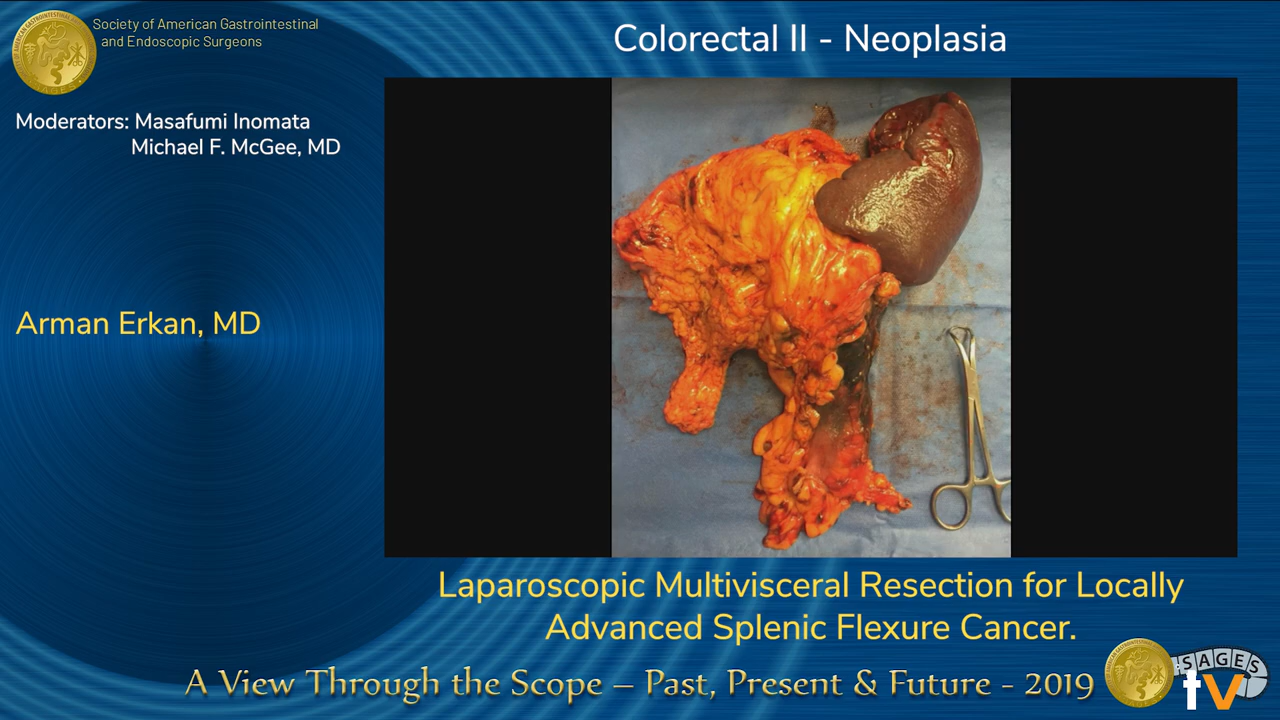 Society of American Gastrointestinal
and Endoscopic Surgeons
Colorectal II - Neoplasia
Moderators: Masafumi Inomata
Michael F. McGee, MD
Arman Erkan, MD
Laparoscopic Multivisceral Resection for Locally
Advanced Splenic Flexure Cancer.
A View Through the Scope – Past, Present & Future - 2019
SAGES
tv